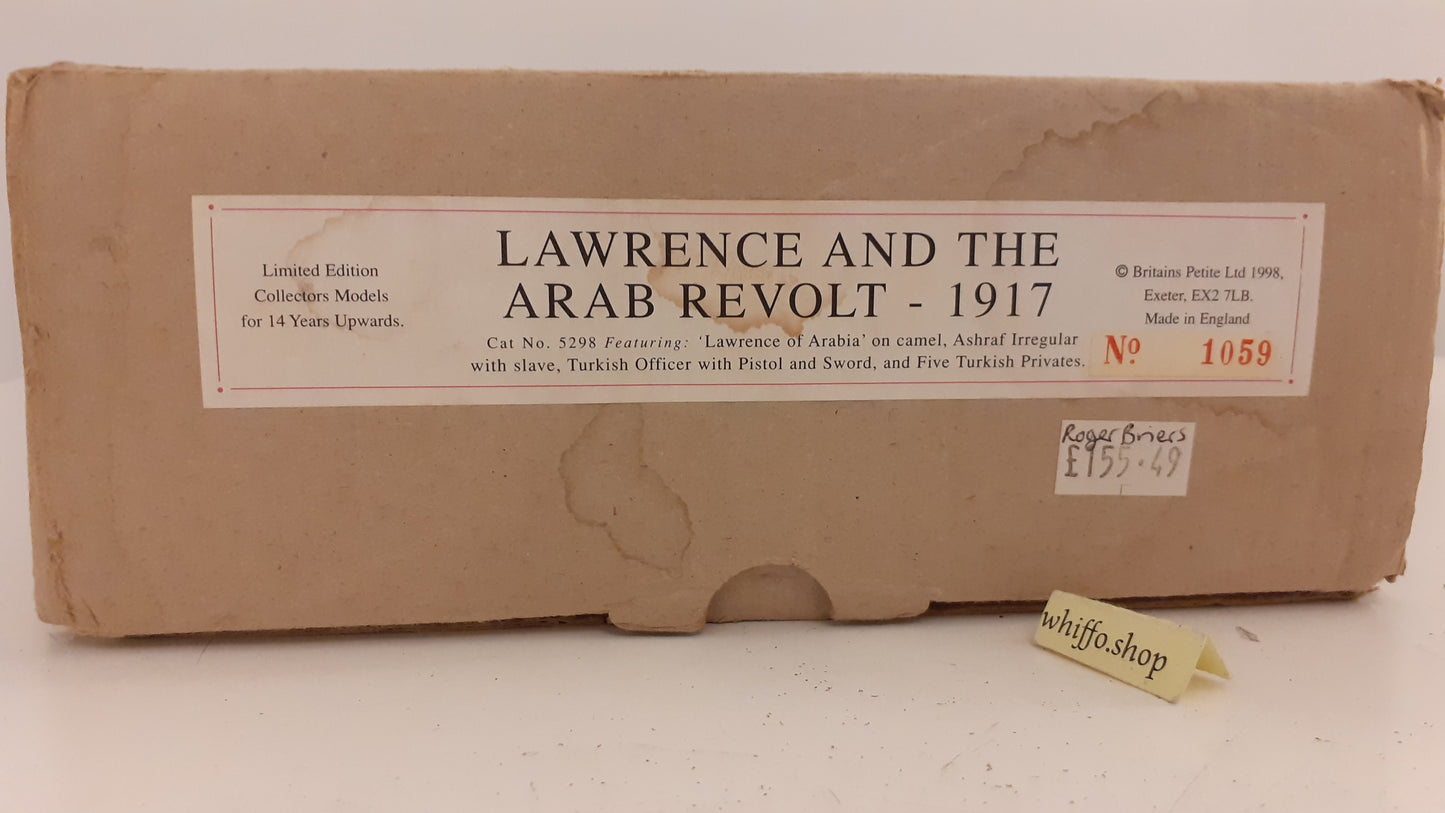 Limited Edition
Collectors Models
for 14 Years Upwards.
LAWRENCE AND THE
ARAB REVOLT - 1917
Cat No. 5298 Featuring: 'Lawrence of Arabia' on camel, Ashraf Irregular
with slave, Turkish Officer with Pistol and Sword, and Five Turkish Privates.
© Britains Petite Ltd 1998,
Exeter, EX2 7LB.
Made in England
Nº 1059
Roger Briers
£155.49
whiffo.shop